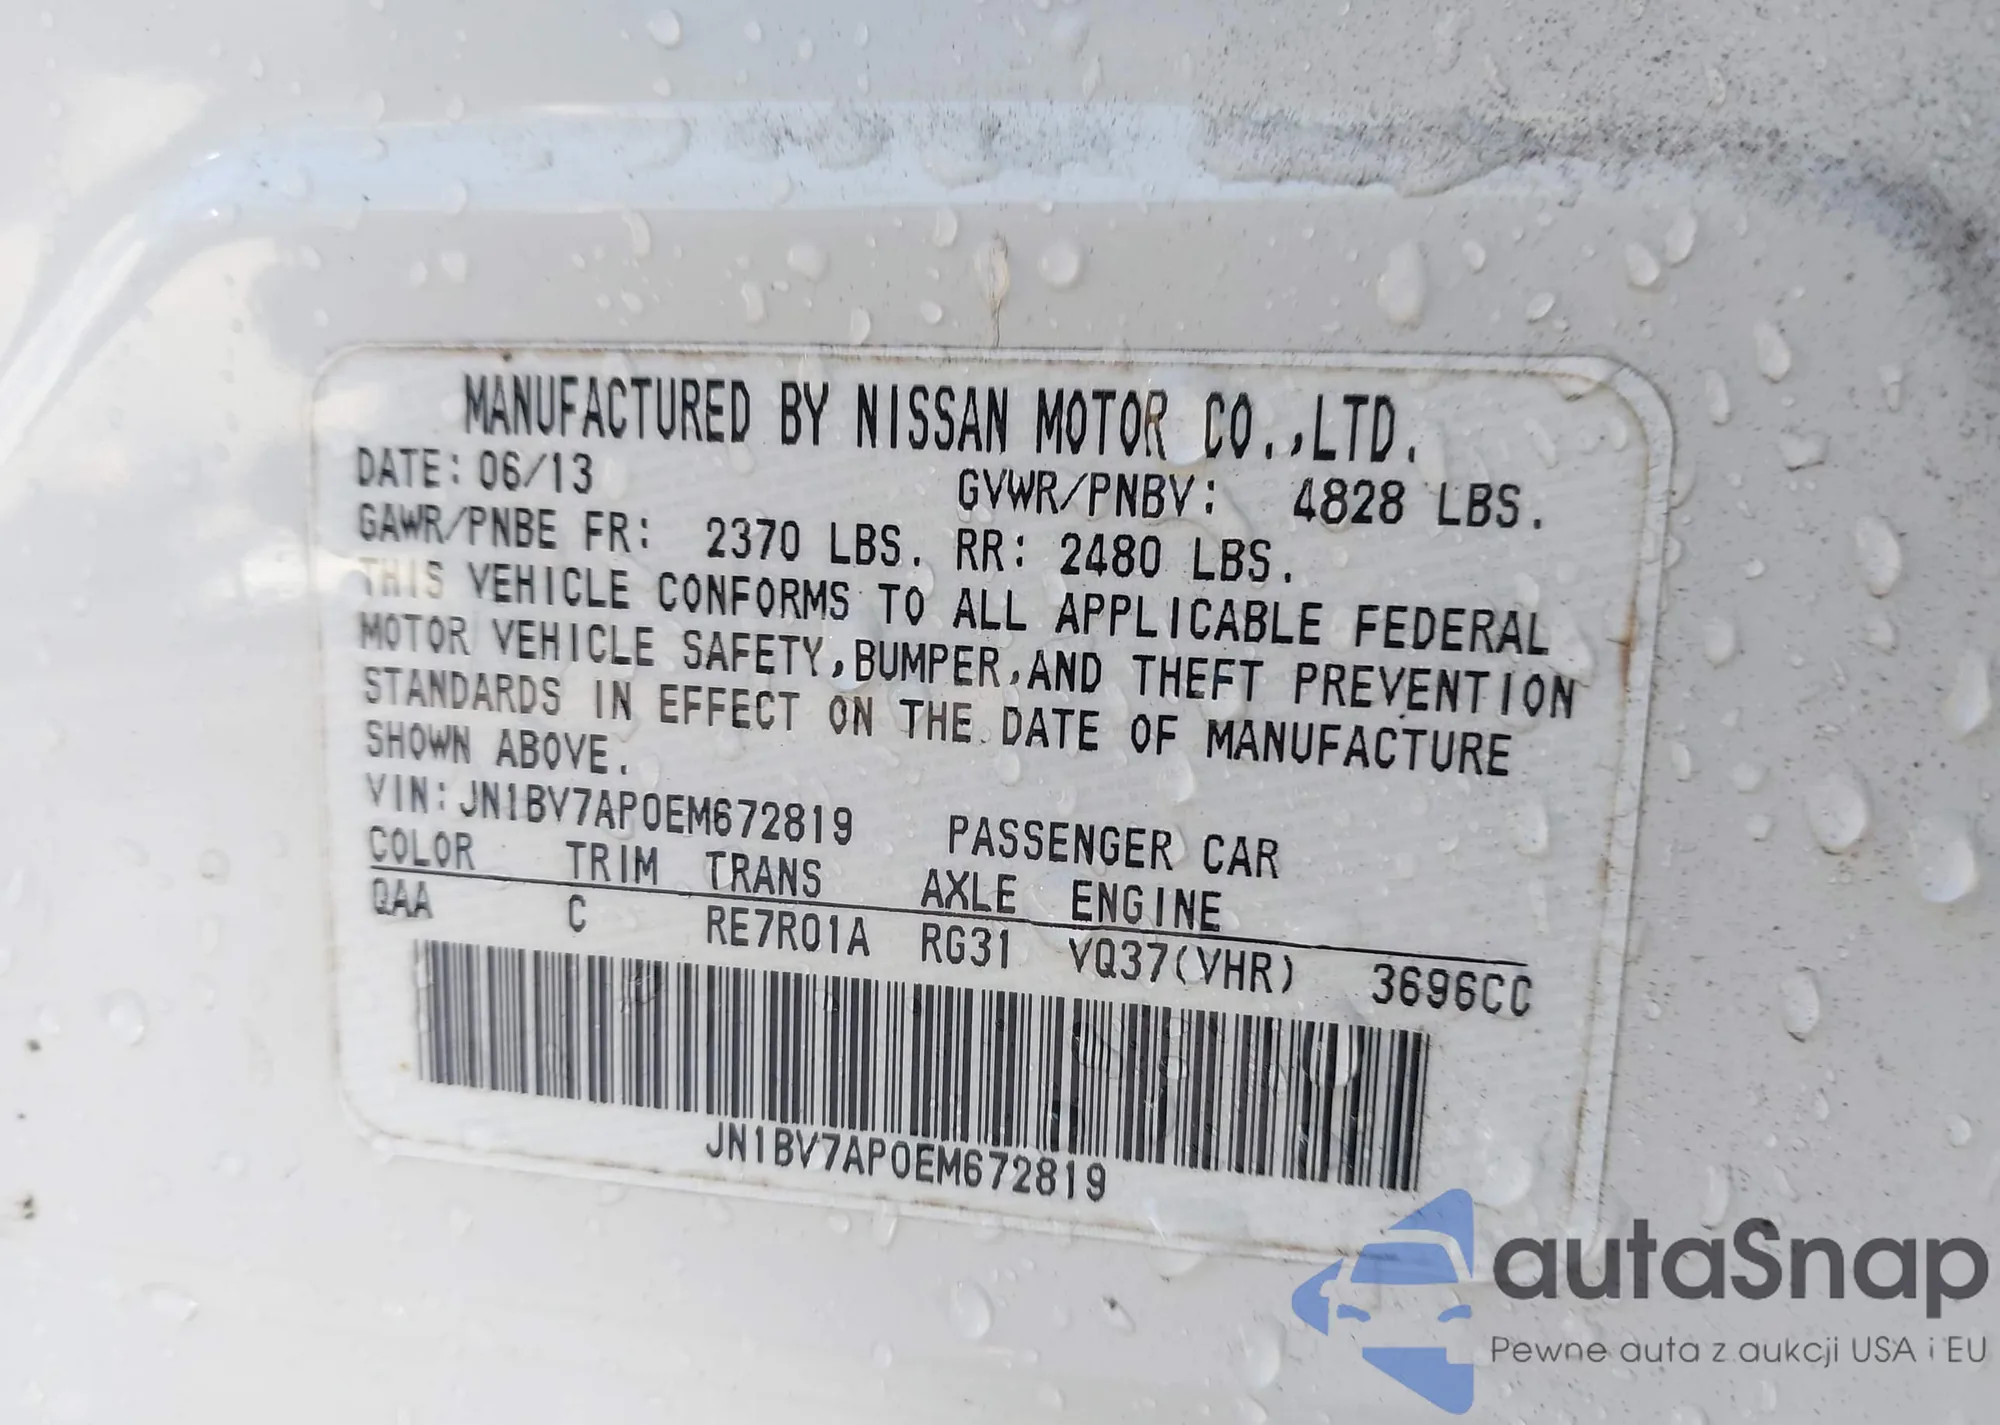 MANUFACTURED BY NISSAN MOTOR CO.,LTD.
DATE: 06/13 GVWR/PNBV: 4828 LBS.
GAWR/PNBE FR: 2370 LBS. RR: 2480 LBS.
THIS VEHICLE CONFORMS TO ALL APPLICABLE FEDERAL
MOTOR VEHICLE SAFETY,BUMPER,AND THEFT PREVENTION
STANDARDS IN EFFECT ON THE DATE OF MANUFACTURE
SHOWN ABOVE.
VIN:JN1BV7AP0EM672819 PASSENGER CAR
COLOR TRIM TRANS AXLE ENGINE
QAA C RE7R01A RG31 VQ37(VHR) 3696CC
JN1BV7AP0EM672819
autaSnap
Pewne auta z aukcji USA i EU